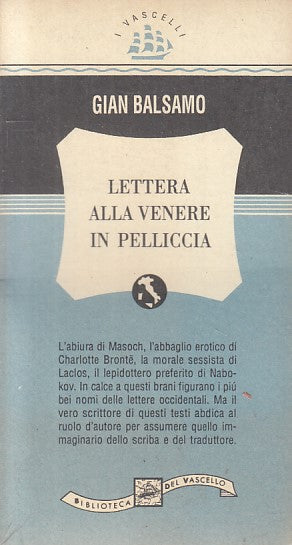 I VASCELLI
GIAN BALSAMO
LETTERA
ALLA VENERE
IN PELLICCIA
L'abiura di Masoch, l'abbaglio erotico di
Charlotte Brontë, la morale sessista di
Laclos, il lepidottero preferito di Nabo-
kov. In calce a questi brani figurano i piú
bei nomi delle lettere occidentali. Ma il
vero scrittore di questi testi abdica al
ruolo d'autore per assumere quello im-
maginario dello scriba e del traduttore.
BIBLIOTECA DEL VASCELLO